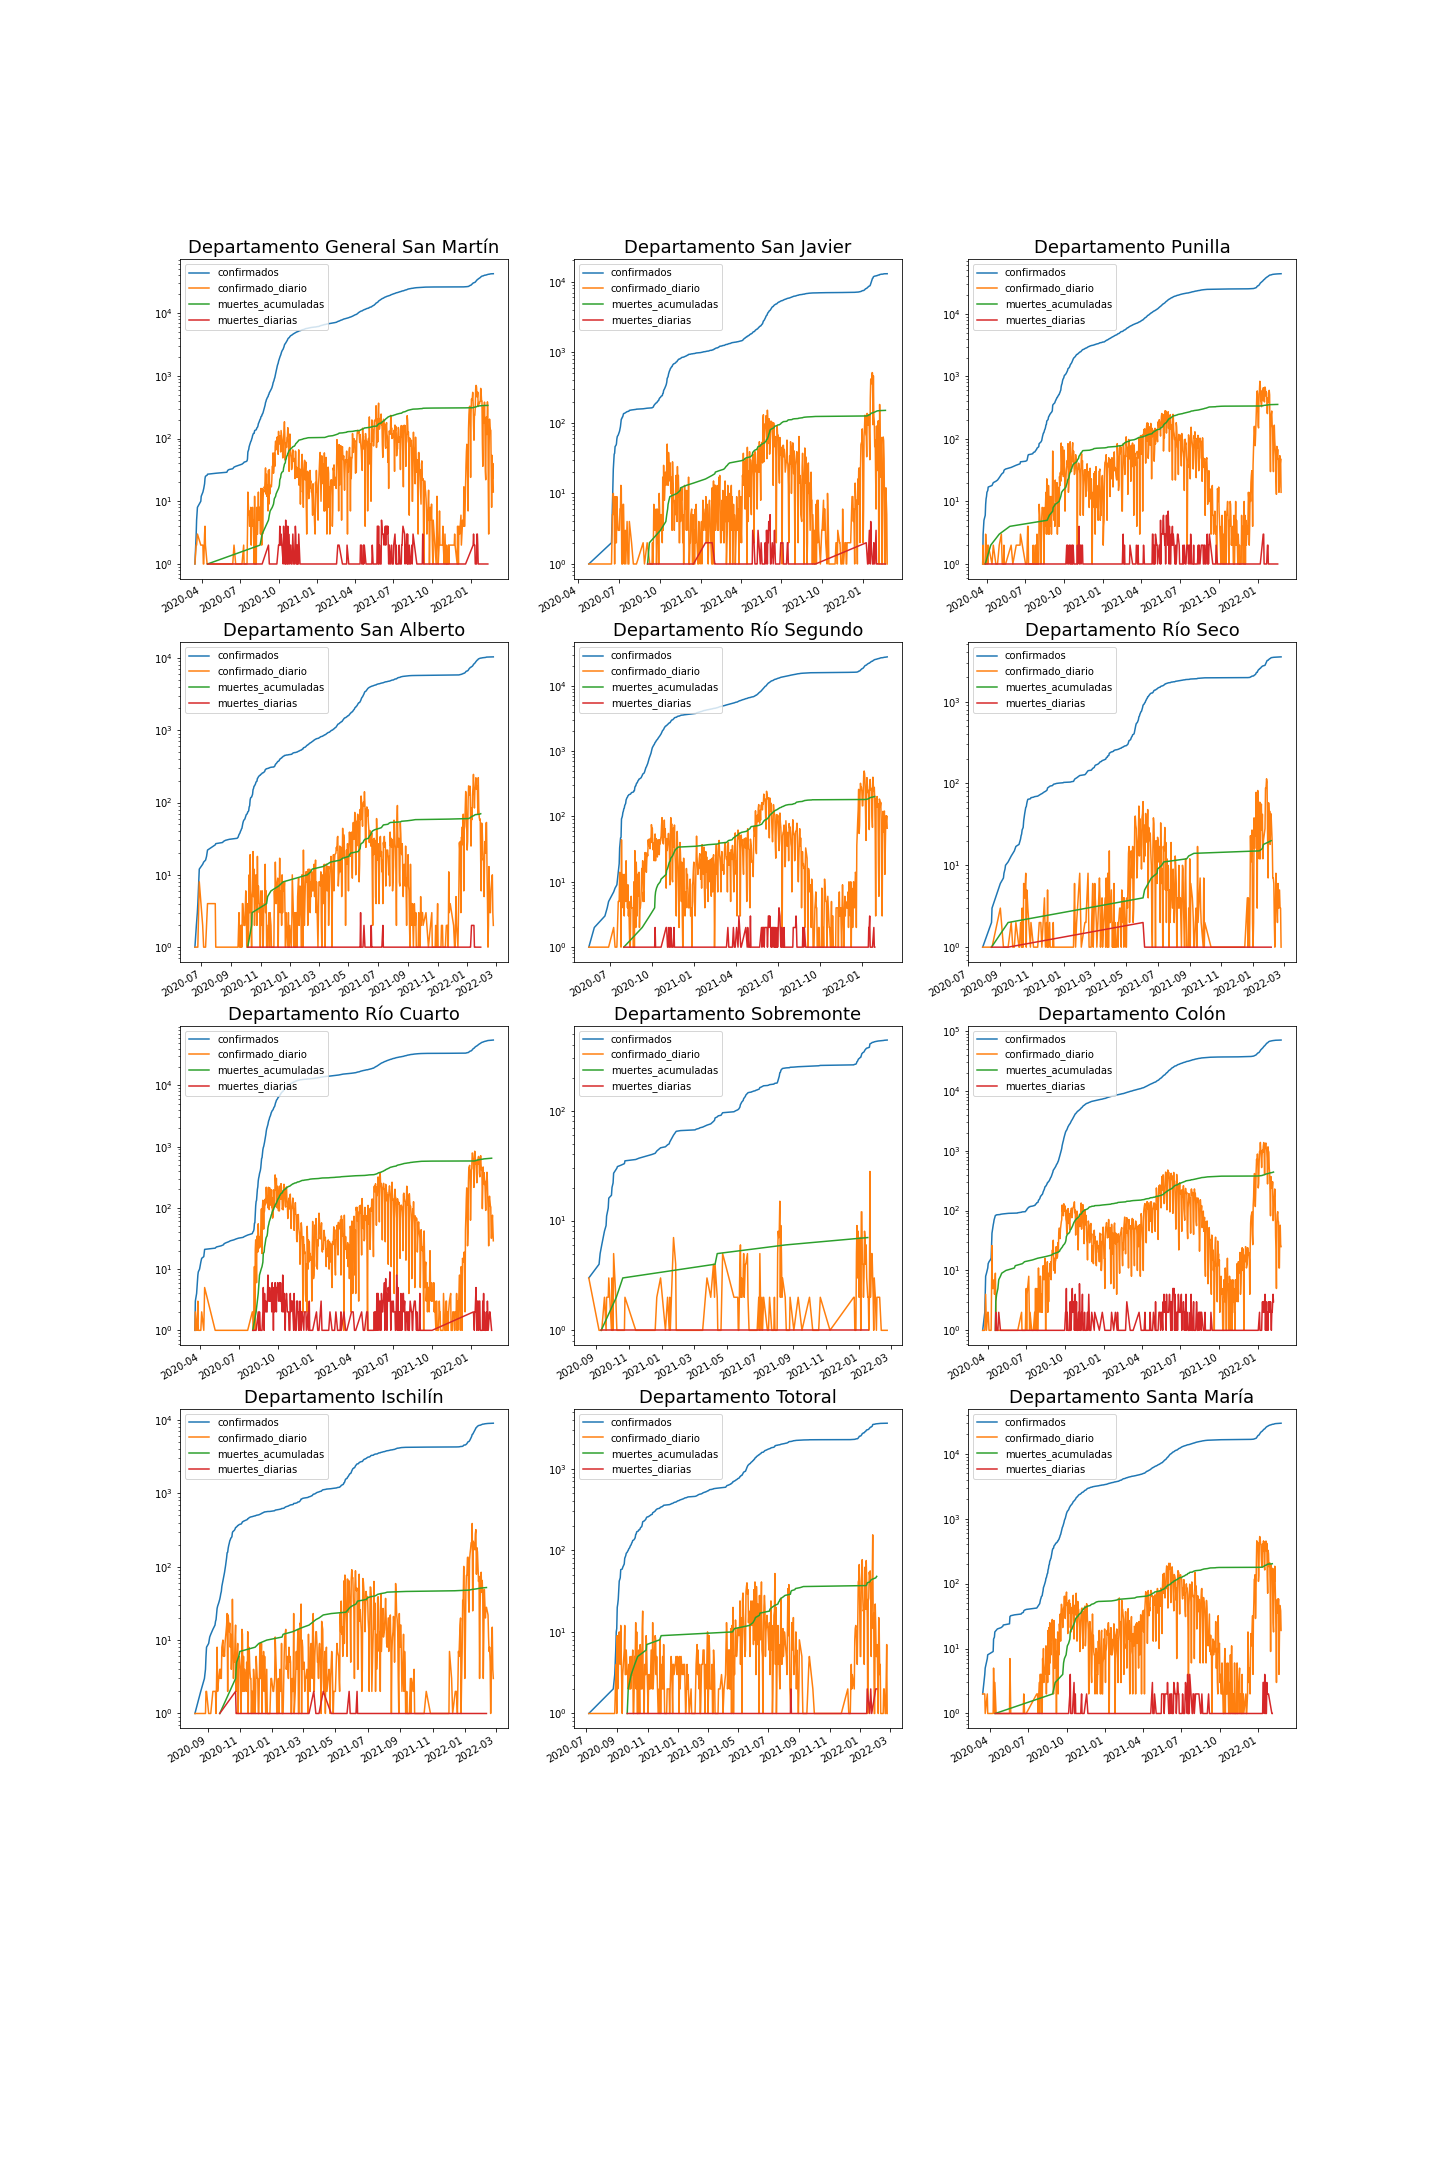 Departamento General San Martín
confirmados
confirmado_diario
muertes_acumuladas
muertes_diarias
10⁴
10³
10²
10¹
10⁰
2020-04
2020-07
2020-10
2021-01
2021-04
2021-07
2021-10
2022-01
Departamento San Javier
confirmados
confirmado_diario
muertes_acumuladas
muertes_diarias
10⁴
10³
10²
10¹
10⁰
2020-04
2020-07
2020-10
2021-01
2021-04
2021-07
2021-10
2022-01
Departamento Punilla
confirmados
confirmado_diario
muertes_acumuladas
muertes_diarias
10⁴
10³
10²
10¹
10⁰
2020-04
2020-07
2020-10
2021-01
2021-04
2021-07
2021-10
2022-01
Departamento San Alberto
confirmados
confirmado_diario
muertes_acumuladas
muertes_diarias
10⁴
10³
10²
10¹
10⁰
2020-07
2020-09
2020-11
2021-01
2021-03
2021-05
2021-07
2021-09
2021-11
2022-01
2022-03
Departamento Río Segundo
confirmados
confirmado_diario
muertes_acumuladas
muertes_diarias
10⁴
10³
10²
10¹
10⁰
2020-07
2020-10
2021-01
2021-04
2021-07
2021-10
2022-01
Departamento Río Seco
confirmados
confirmado_diario
muertes_acumuladas
muertes_diarias
10³
10²
10¹
10⁰
2020-07
2020-09
2020-11
2021-01
2021-03
2021-05
2021-07
2021-09
2021-11
2022-01
2022-03
Departamento Río Cuarto
confirmados
confirmado_diario
muertes_acumuladas
muertes_diarias
10⁴
10³
10²
10¹
10⁰
2020-04
2020-07
2020-10
2021-01
2021-04
2021-07
2021-10
2022-01
Departamento Sobremonte
confirmados
confirmado_diario
muertes_acumuladas
muertes_diarias
10²
10¹
10⁰
2020-09
2020-11
2021-01
2021-03
2021-05
2021-07
2021-09
2021-11
2022-01
2022-03
Departamento Colón
confirmados
confirmado_diario
muertes_acumuladas
muertes_diarias
10⁵
10⁴
10³
10²
10¹
10⁰
2020-04
2020-07
2020-10
2021-01
2021-04
2021-07
2021-10
2022-01
Departamento Ischilín
confirmados
confirmado_diario
muertes_acumuladas
muertes_diarias
10⁴
10³
10²
10¹
10⁰
2020-09
2020-11
2021-01
2021-03
2021-05
2021-07
2021-09
2021-11
2022-01
2022-03
Departamento Totoral
confirmados
confirmado_diario
muertes_acumuladas
muertes_diarias
10³
10²
10¹
10⁰
2020-07
2020-09
2020-11
2021-01
2021-03
2021-05
2021-07
2021-09
2021-11
2022-01
2022-03
Departamento Santa María
confirmados
confirmado_diario
muertes_acumuladas
muertes_diarias
10⁴
10³
10²
10¹
10⁰
2020-04
2020-07
2020-10
2021-01
2021-04
2021-07
2021-10
2022-01